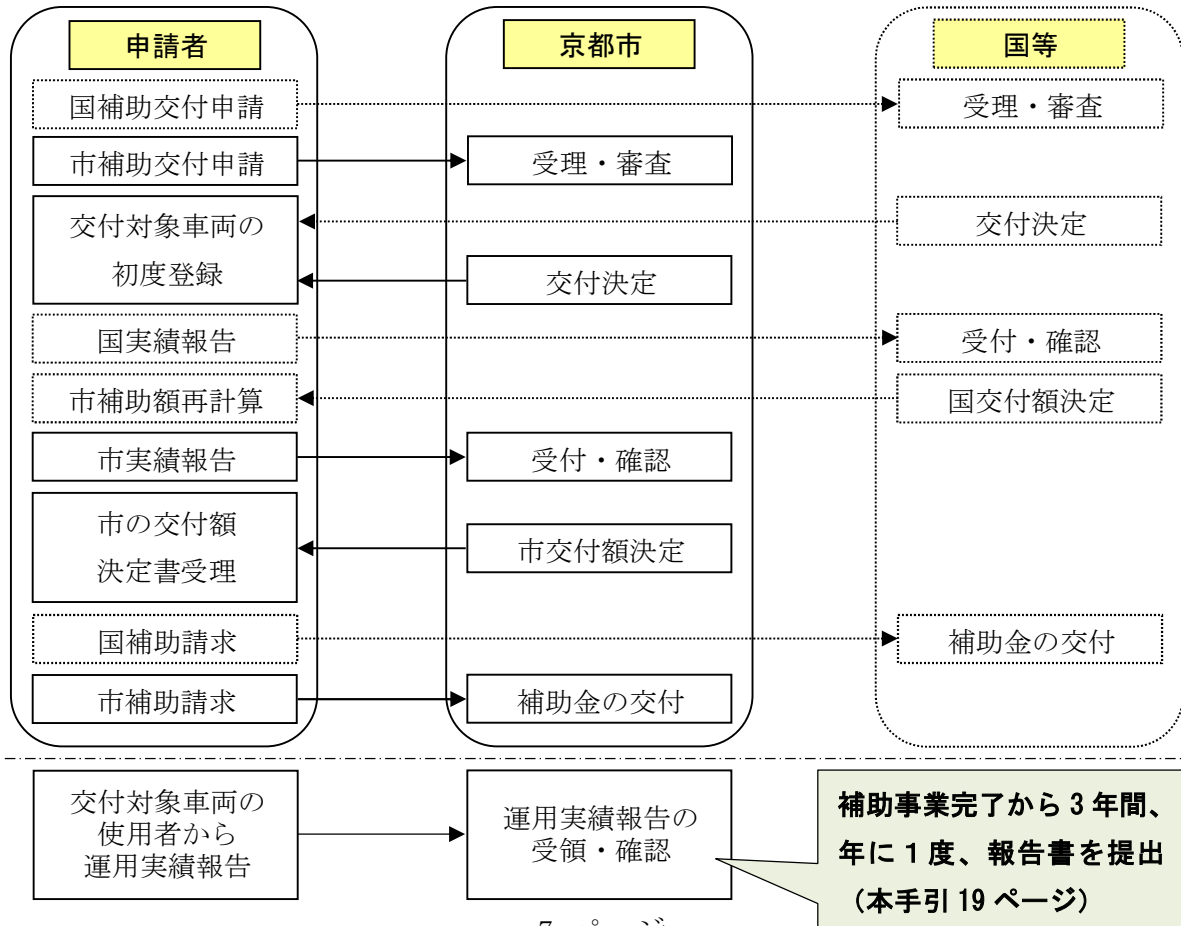 申請者
京都市
国等
国補助交付申請
受理・審査
市補助交付申請
受理・審査
交付対象車両の
初度登録
交付決定
交付決定
国実績報告
受付・確認
市補助額再計算
国交付額決定
市実績報告
受付・確認
市の交付額
決定書受理
市交付額決定
国補助請求
補助金の交付
市補助請求
補助金の交付
交付対象車両の
使用者から
運用実績報告
運用実績報告の
受領・確認
補助事業完了から 3 年間、
年に 1 度、報告書を提出
(本手引 19 ページ)
7 ページ